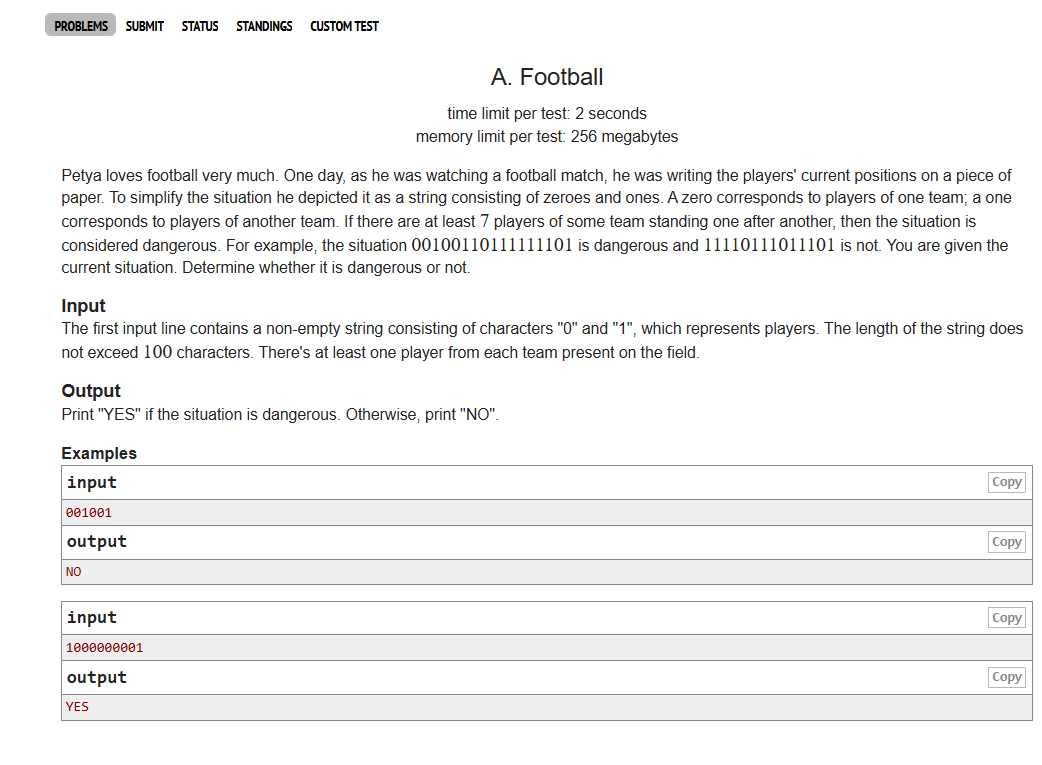 PROBLEMS SUBMIT STATUS STANDINGS CUSTOM TEST
A. Football
time limit per test: 2 seconds
memory limit per test: 256 megabytes
Petya loves football very much. One day, as he was watching a football match, he was writing the players' current positions on a piece of
paper. To simplify the situation he depicted it as a string consisting of zeroes and ones. A zero corresponds to players of one team; a one
corresponds to players of another team. If there are at least 7 players of some team standing one after another, then the situation is
considered dangerous. For example, the situation 00100110111111101 is dangerous and 11110111011101 is not. You are given the
current situation. Determine whether it is dangerous or not.
Input
The first input line contains a non-empty string consisting of characters "0" and "1", which represents players. The length of the string does
not exceed 100 characters. There's at least one player from each team present on the field.
Output
Print "YES" if the situation is dangerous. Otherwise, print "NO".
Examples
input Copy
001001
output Copy
NO
input Copy
1000000001
output Copy
YES